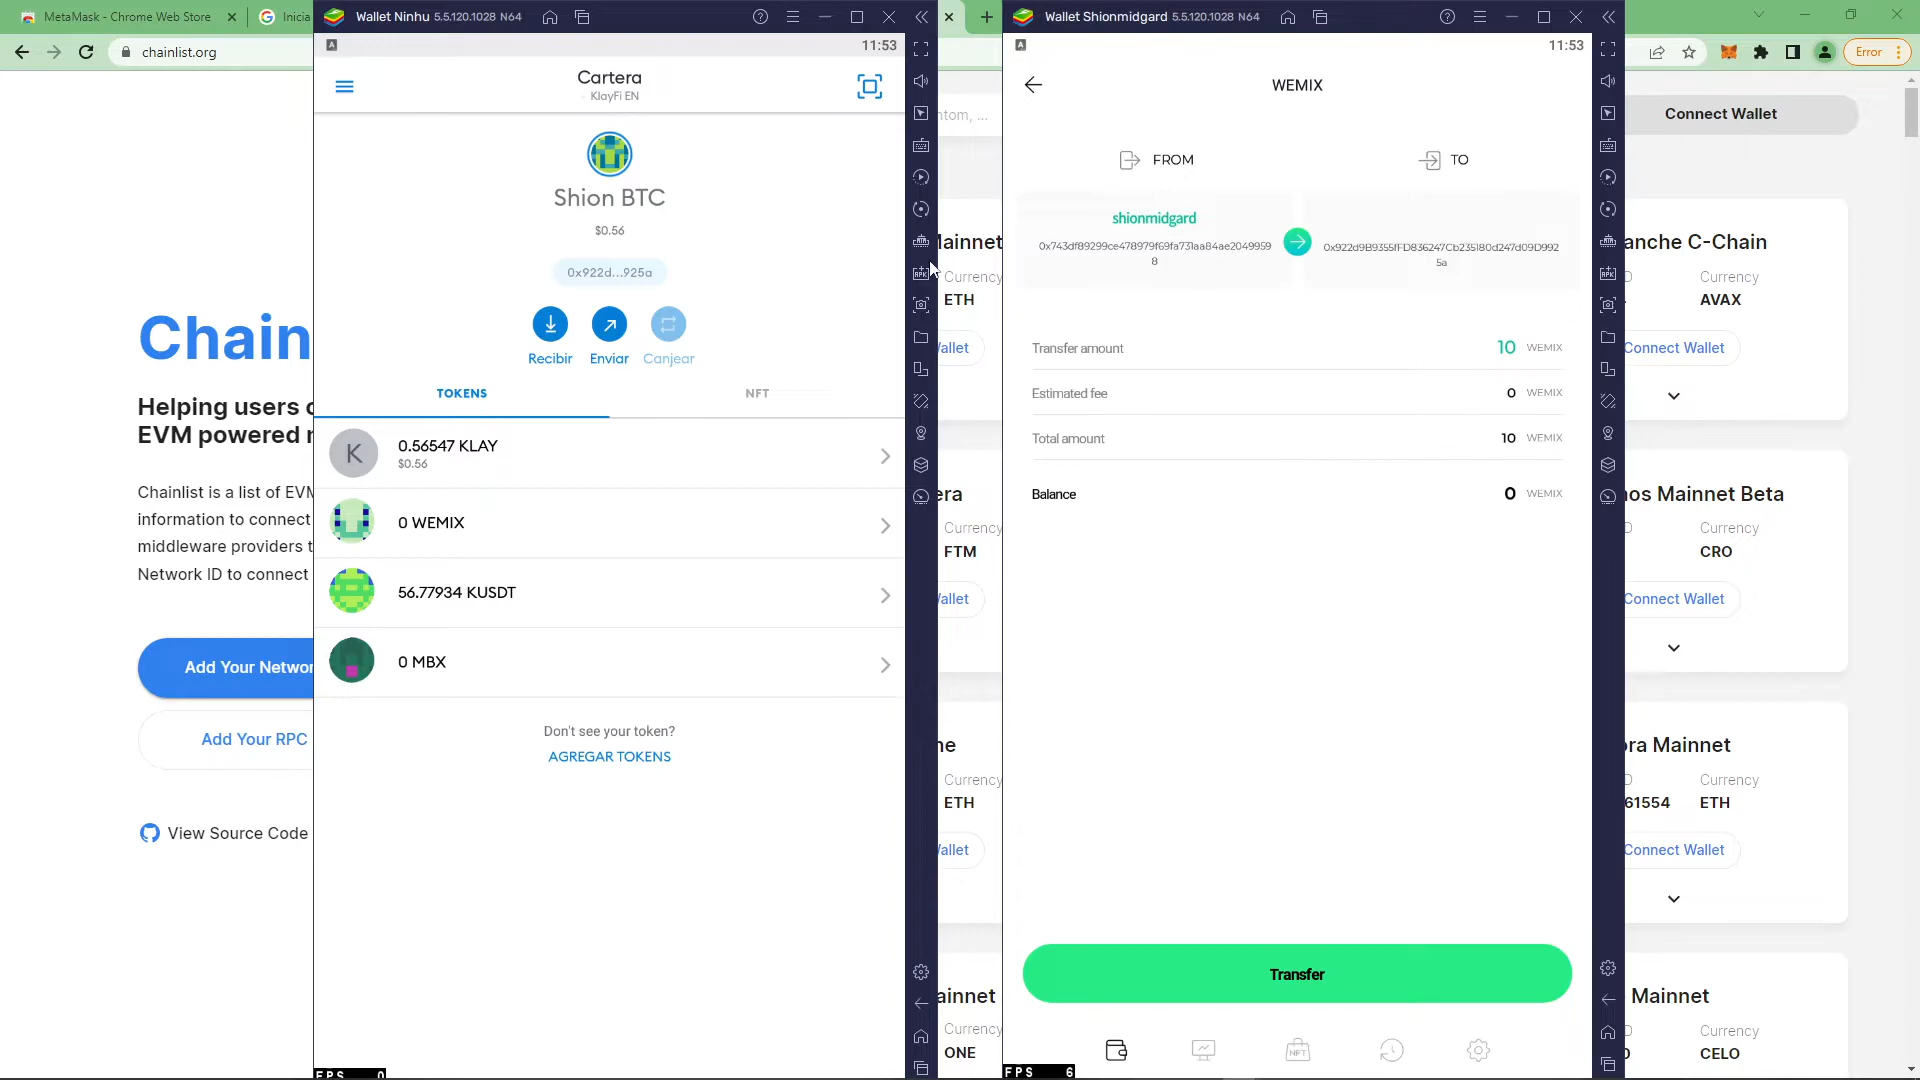 MetaMask - Chrome Web Store
Inicia
chainlist.org
Error
Wallet Ninhu 5.5.120.1028 N64
Wallet Shionmidgard 5.5.120.1028 N64
A
11:53
Cartera
KlayFi EN
Shion BTC
$0.56
0x922d...925a
Recibir
Enviar
Canjear
TOKENS
NFT
K
0.56547 KLAY
$0.56
0 WEMIX
56.77934 KUSDT
0 MBX
Don't see your token?
AGREGAR TOKENS
FPS 0
A
11:53
WEMIX
FROM
TO
shionmidgard
0x743df89299ce478979f69fa731aa84ae2049959
8
0x922d9B9355fFD836247Cb235180d247d09D992
5a
Transfer amount
10 WEMIX
Estimated fee
0 WEMIX
Total amount
10 WEMIX
Balance
0 WEMIX
Transfer
NFT
FPS 6
Chain
Helping users
EVM powered
Chainlist is a list of EVM
information to connect
middleware providers t
Network ID to connect
Add Your Networ
Add Your RPC
View Source Code
ntom, ...
Connect Wallet
Mainnet
Currency
ETH
allet
era
Currency
FTM
allet
ne
Currency
ETH
allet
ainnet
Currency
ONE
anche C-Chain
Currency
AVAX
Connect Wallet
nos Mainnet Beta
Currency
CRO
Connect Wallet
ora Mainnet
Currency
61554
ETH
Connect Wallet
Mainnet
Currency
CELO